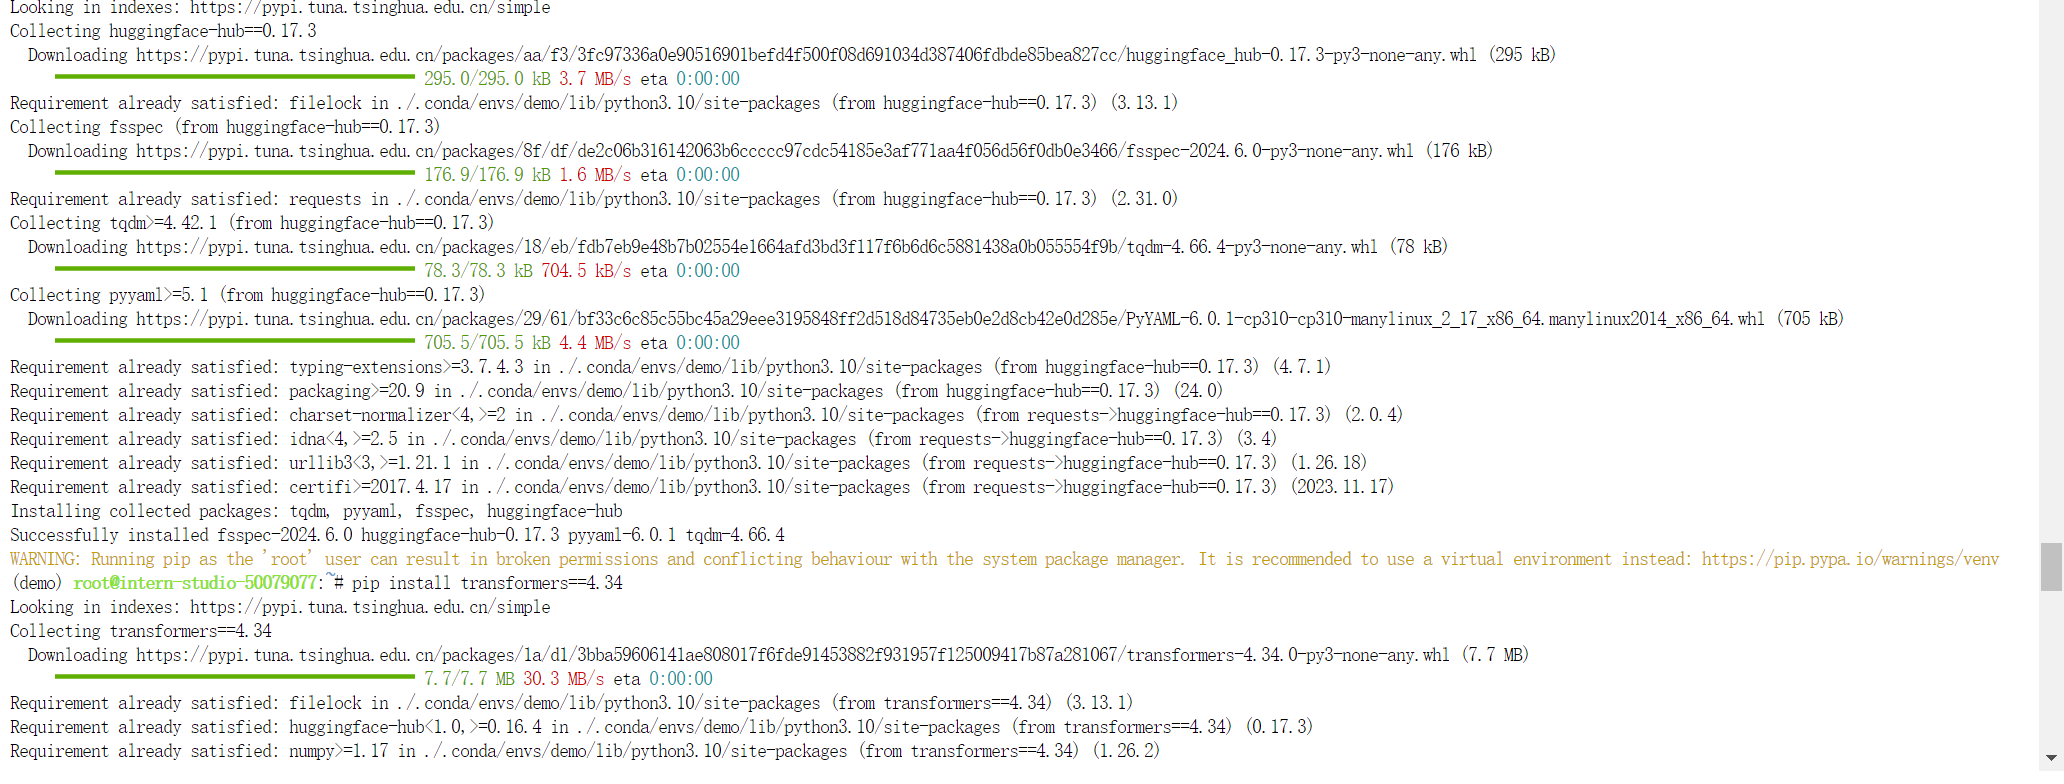 Looking in indexes: https://pypi.tuna.tsinghua.edu.cn/simple
Collecting huggingface-hub==0.17.3
Downloading https://pypi.tuna.tsinghua.edu.cn/packages/aa/f3/3fc97336a0e90516901befd4f500f08d691034d387406fdbde85bea827cc/huggingface_hub-0.17.3-py3-none-any.whl (295 kB)
295.0/295.0 kB 3.7 MB/s eta 0:00:00
Requirement already satisfied: filelock in ./.conda/envs/demo/lib/python3.10/site-packages (from huggingface-hub==0.17.3) (3.13.1)
Collecting fsspec (from huggingface-hub==0.17.3)
Downloading https://pypi.tuna.tsinghua.edu.cn/packages/8f/df/de2c06b316142063b6ccccc97cdc54185e3af771aa4f056d56f0db0e3466/fsspec-2024.6.0-py3-none-any.whl (176 kB)
176.9/176.9 kB 1.6 MB/s eta 0:00:00
Requirement already satisfied: requests in ./.conda/envs/demo/lib/python3.10/site-packages (from huggingface-hub==0.17.3) (2.31.0)
Collecting tqdm>=4.42.1 (from huggingface-hub==0.17.3)
Downloading https://pypi.tuna.tsinghua.edu.cn/packages/18/eb/fdb7eb9e48b7b02554e1664afd3bd3f117f6b6d6c5881438a0b055554f9b/tqdm-4.66.4-py3-none-any.whl (78 kB)
78.3/78.3 kB 704.5 kB/s eta 0:00:00
Collecting pyyaml>=5.1 (from huggingface-hub==0.17.3)
Downloading https://pypi.tuna.tsinghua.edu.cn/packages/29/61/bf33c6c85c55bc45a29eee3195848ff2d518d84735eb0e2d8cb42e0d285e/PyYAML-6.0.1-cp310-cp310-manylinux_2_17_x86_64.manylinux2014_x86_64.whl (705 kB)
705.5/705.5 kB 4.4 MB/s eta 0:00:00
Requirement already satisfied: typing-extensions>=3.7.4.3 in ./.conda/envs/demo/lib/python3.10/site-packages (from huggingface-hub==0.17.3) (4.7.1)
Requirement already satisfied: packaging>=20.9 in ./.conda/envs/demo/lib/python3.10/site-packages (from huggingface-hub==0.17.3) (24.0)
Requirement already satisfied: charset-normalizer<4,>=2 in ./.conda/envs/demo/lib/python3.10/site-packages (from requests->huggingface-hub==0.17.3) (2.0.4)
Requirement already satisfied: idna<4,>=2.5 in ./.conda/envs/demo/lib/python3.10/site-packages (from requests->huggingface-hub==0.17.3) (3.4)
Requirement already satisfied: urllib3<3,>=1.21.1 in ./.conda/envs/demo/lib/python3.10/site-packages (from requests->huggingface-hub==0.17.3) (1.26.18)
Requirement already satisfied: certifi>=2017.4.17 in ./.conda/envs/demo/lib/python3.10/site-packages (from requests->huggingface-hub==0.17.3) (2023.11.17)
Installing collected packages: tqdm, pyyaml, fsspec, huggingface-hub
Successfully installed fsspec-2024.6.0 huggingface-hub-0.17.3 pyyaml-6.0.1 tqdm-4.66.4
WARNING: Running pip as the 'root' user can result in broken permissions and conflicting behaviour with the system package manager. It is recommended to use a virtual environment instead: https://pip.pypa.io/warnings/venv
(demo) root@intern-studio-50079077:~# pip install transformers==4.34
Looking in indexes: https://pypi.tuna.tsinghua.edu.cn/simple
Collecting transformers==4.34
Downloading https://pypi.tuna.tsinghua.edu.cn/packages/1a/d1/3bba59606141ae808017f6fde91453882f931957f125009417b87a281067/transformers-4.34.0-py3-none-any.whl (7.7 MB)
7.7/7.7 MB 30.3 MB/s eta 0:00:00
Requirement already satisfied: filelock in ./.conda/envs/demo/lib/python3.10/site-packages (from transformers==4.34) (3.13.1)
Requirement already satisfied: huggingface-hub<1.0,>=0.16.4 in ./.conda/envs/demo/lib/python3.10/site-packages (from transformers==4.34) (0.17.3)
Requirement already satisfied: numpy>=1.17 in ./.conda/envs/demo/lib/python3.10/site-packages (from transformers==4.34) (1.26.2)